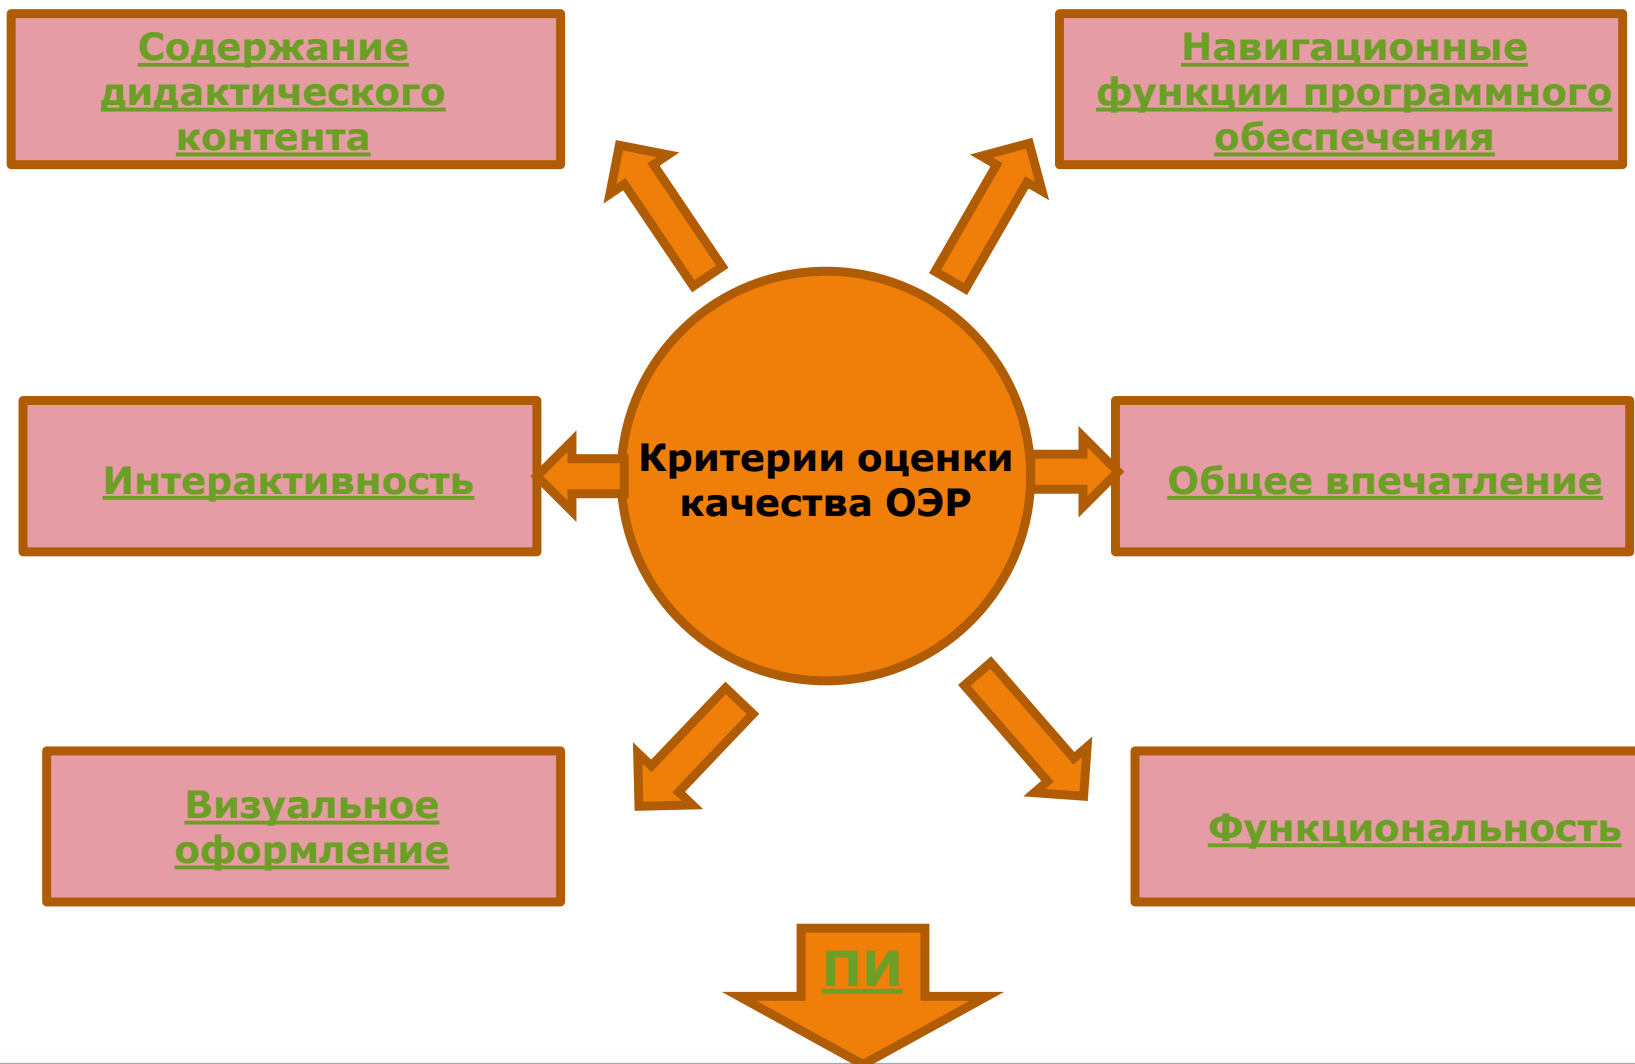 Содержание
дидактического
контента
Навигационные
функции программного
обеспечения
Интерактивность
Критерии оценки
качества ОЭР
Общее впечатление
Визуальное
оформление
Функциональность
ПИ